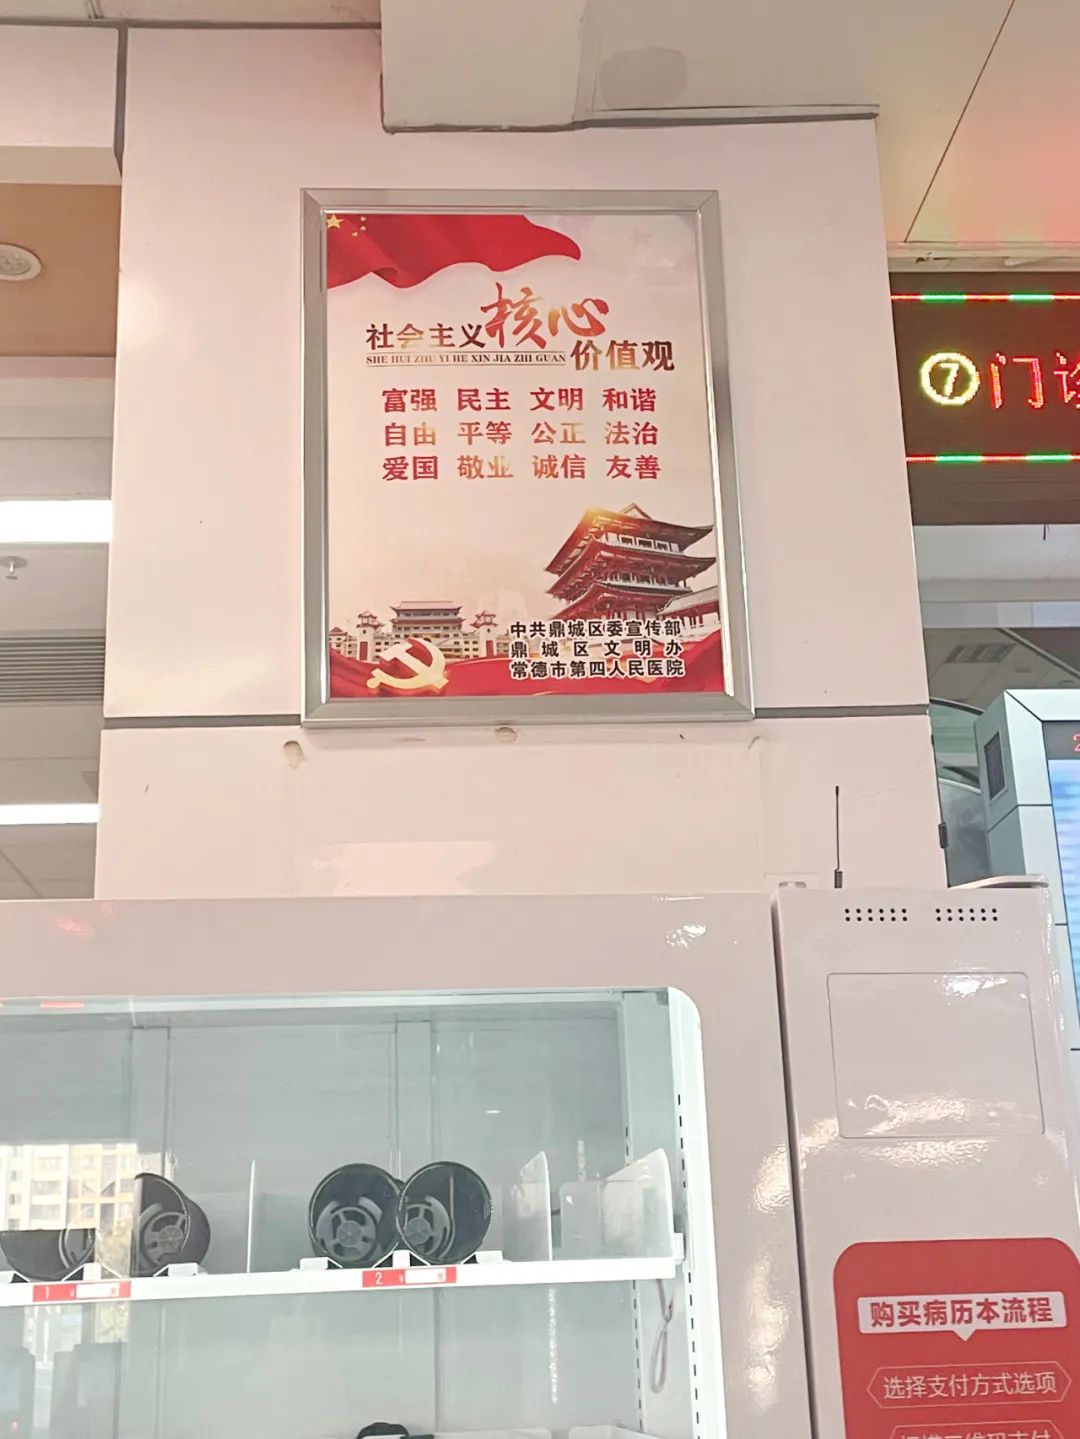 社会主义核心价值观
SHE HUI ZHU YI HE XIN JIA ZHI GUAN
富强 民主 文明 和谐
自由 平等 公正 法治
爱国 敬业 诚信 友善
中共鼎城区委宣传部
鼎城区文明办
常德市第四人民医院
⑦门诊
1
2
购买病历本流程
选择支付方式选项